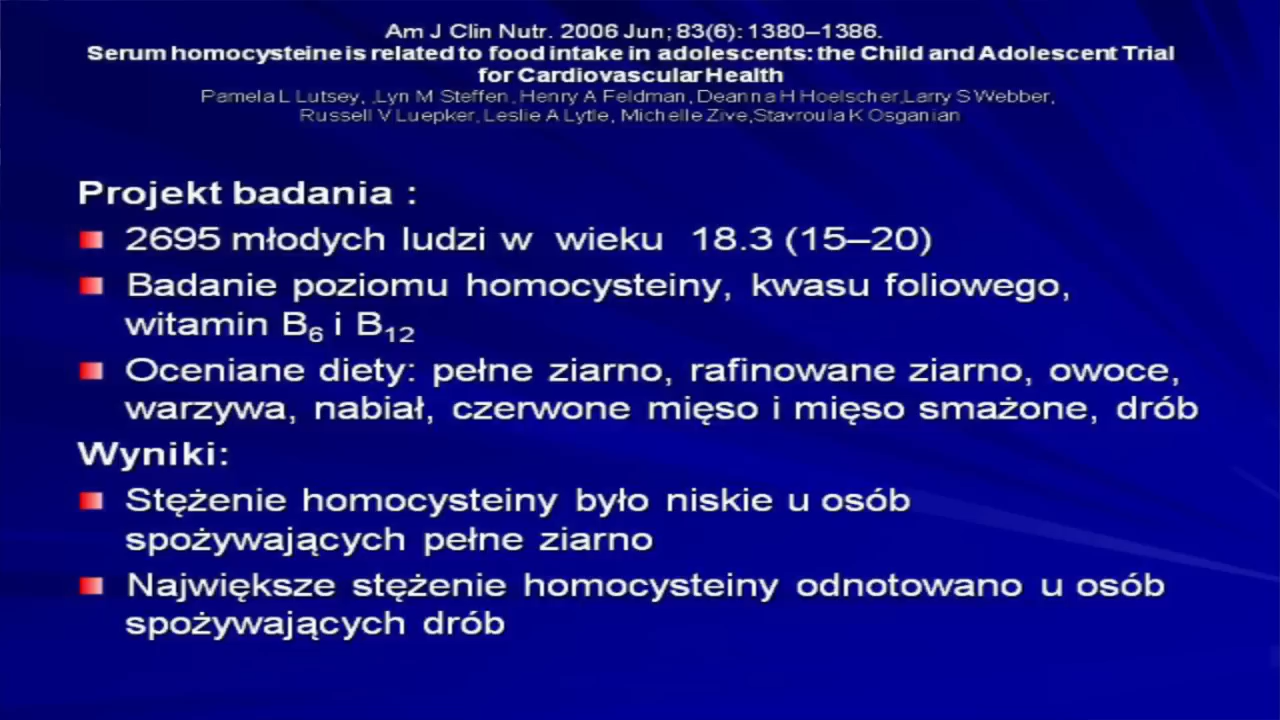 Am J Clin Nutr. 2006 Jun; 83(6): 1380–1386.
Serum homocysteine is related to food intake in adolescents: the Child and Adolescent Trial
for Cardiovascular Health
Pamela L Lutsey, ,Lyn M Steffen, Henry A Feldman, Deanna H Hoelscher,Larry S Webber,
Russell V Luepker, Leslie A Lytle, Michelle Zive,Stavroula K Osganian
Projekt badania :
2695 młodych ludzi w wieku 18.3 (15–20)
Badanie poziomu homocysteiny, kwasu foliowego,
witamin B₆ i B₁₂
Oceniane diety: pełne ziarno, rafinowane ziarno, owoce,
warzywa, nabiał, czerwone mięso i mięso smażone, drób
Wyniki:
Stężenie homocysteiny było niskie u osób
spożywających pełne ziarno
Największe stężenie homocysteiny odnotowano u osób
spożywających drób